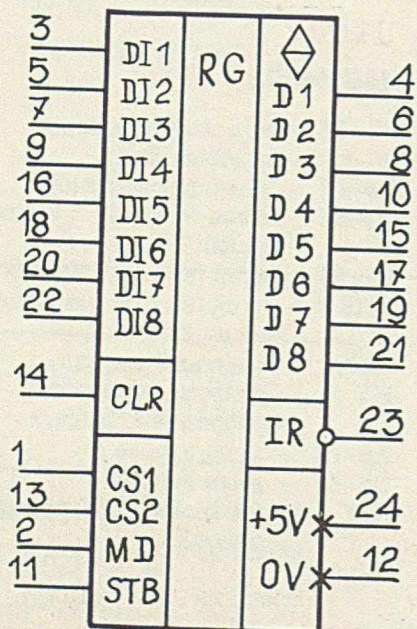 3 DI1 RG D1 4
5 DI2 D2 6
7 DI3 D3 8
9 DI4 D4 10
16 DI5 D5 15
18 DI6 D6 17
20 DI7 D7 19
22 DI8 D8 21
14 CLR IR 23
1 CS1
13 CS2 +5V 24
2 MD 0V 12
11 STB